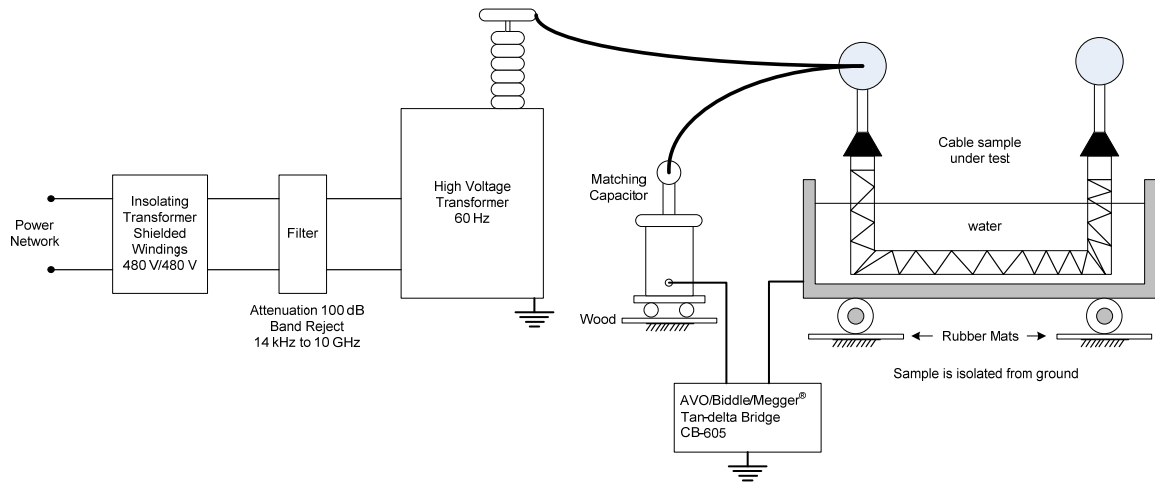 Power
Network
Insolating
Transformer
Shielded
Windings
480 V/480 V
Filter
Attenuation 100 dB
Band Reject
14 kHz to 10 GHz
High Voltage
Transformer
60 Hz
Matching
Capacitor
Wood
Cable sample
under test
water
Rubber Mats
Sample is isolated from ground
AVO/Biddle/Megger®
Tan-delta Bridge
CB-605